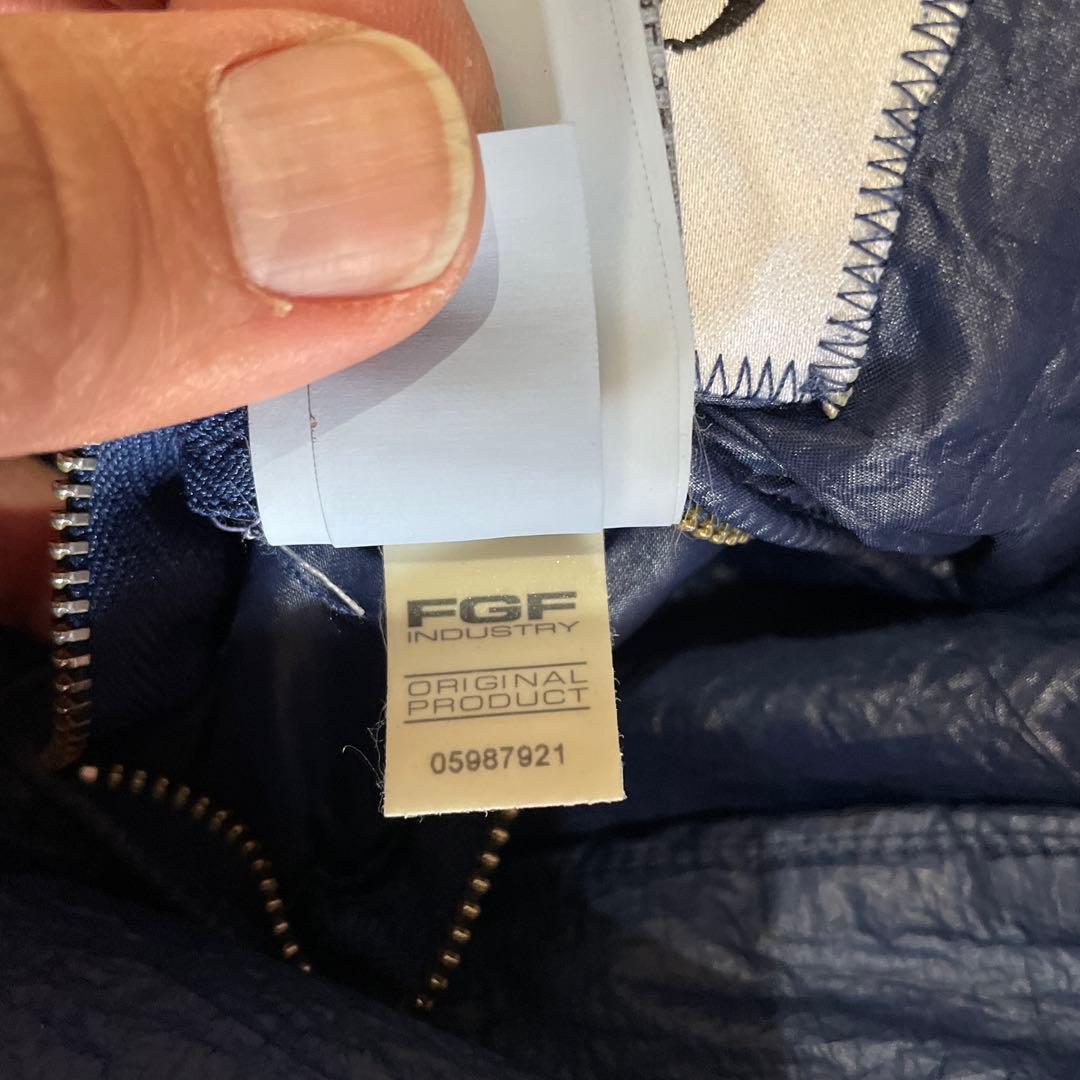 FGF
INDUSTRY
ORIGINAL
PRODUCT
05987921